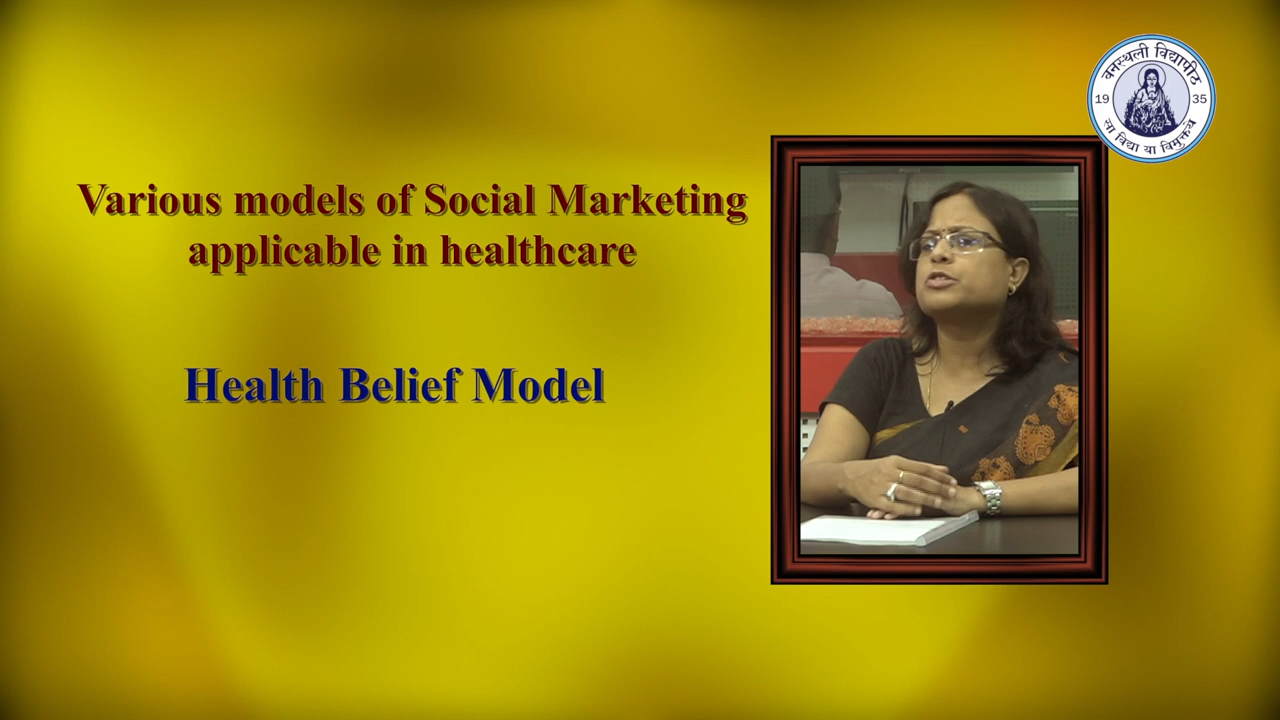 वनस्थली विद्यापीठ
19 35
सा विद्या या विमुक्तये
Various models of Social Marketing
applicable in healthcare
Health Belief Model